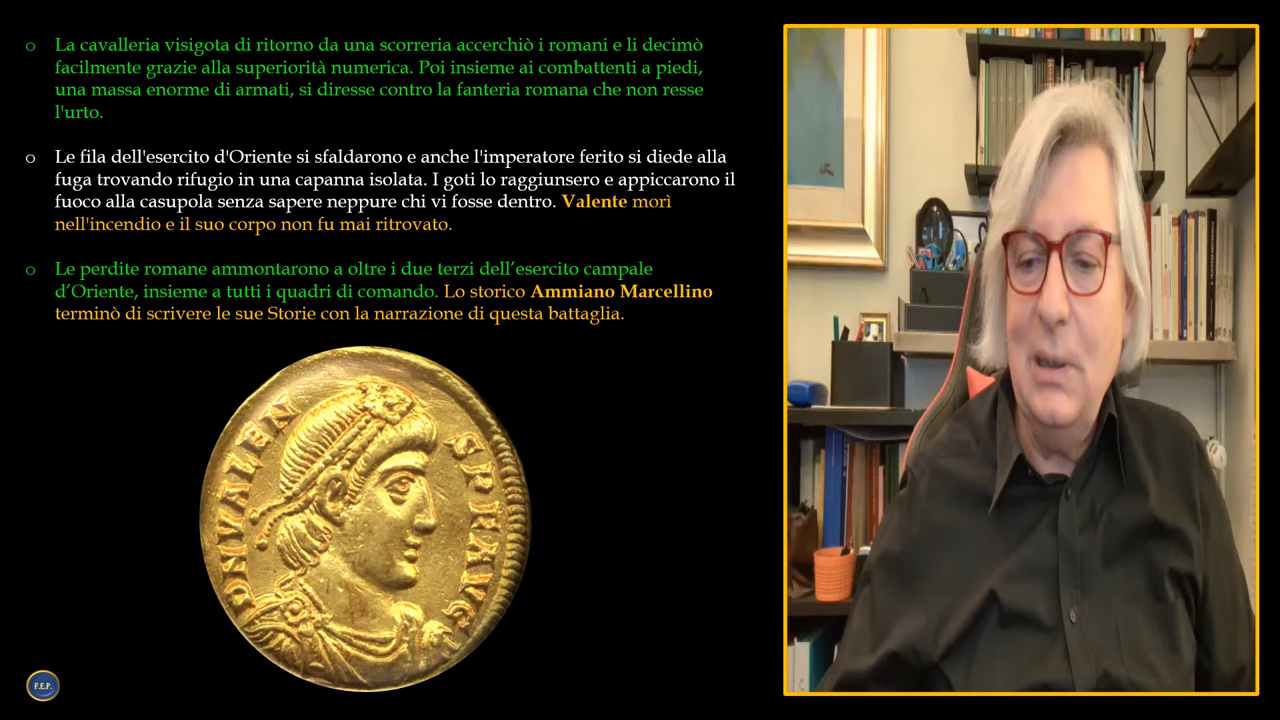 o La cavalleria visigota di ritorno da una scorreria accerchiò i romani e li decimò
facilmente grazie alla superiorità numerica. Poi insieme ai combattenti a piedi,
una massa enorme di armati, si diresse contro la fanteria romana che non resse
l'urto.
o Le fila dell'esercito d'Oriente si sfaldarono e anche l'imperatore ferito si diede alla
fuga trovando rifugio in una capanna isolata. I goti lo raggiunsero e appiccarono il
fuoco alla casupola senza sapere neppure chi vi fosse dentro. Valente morì
nell'incendio e il suo corpo non fu mai ritrovato.
o Le perdite romane ammontarono a oltre i due terzi dell’esercito campale
d’Oriente, insieme a tutti i quadri di comando. Lo storico Ammiano Marcellino
terminò di scrivere le sue Storie con la narrazione di questa battaglia.
DNVALEN
SPFAVG
F.E.P.